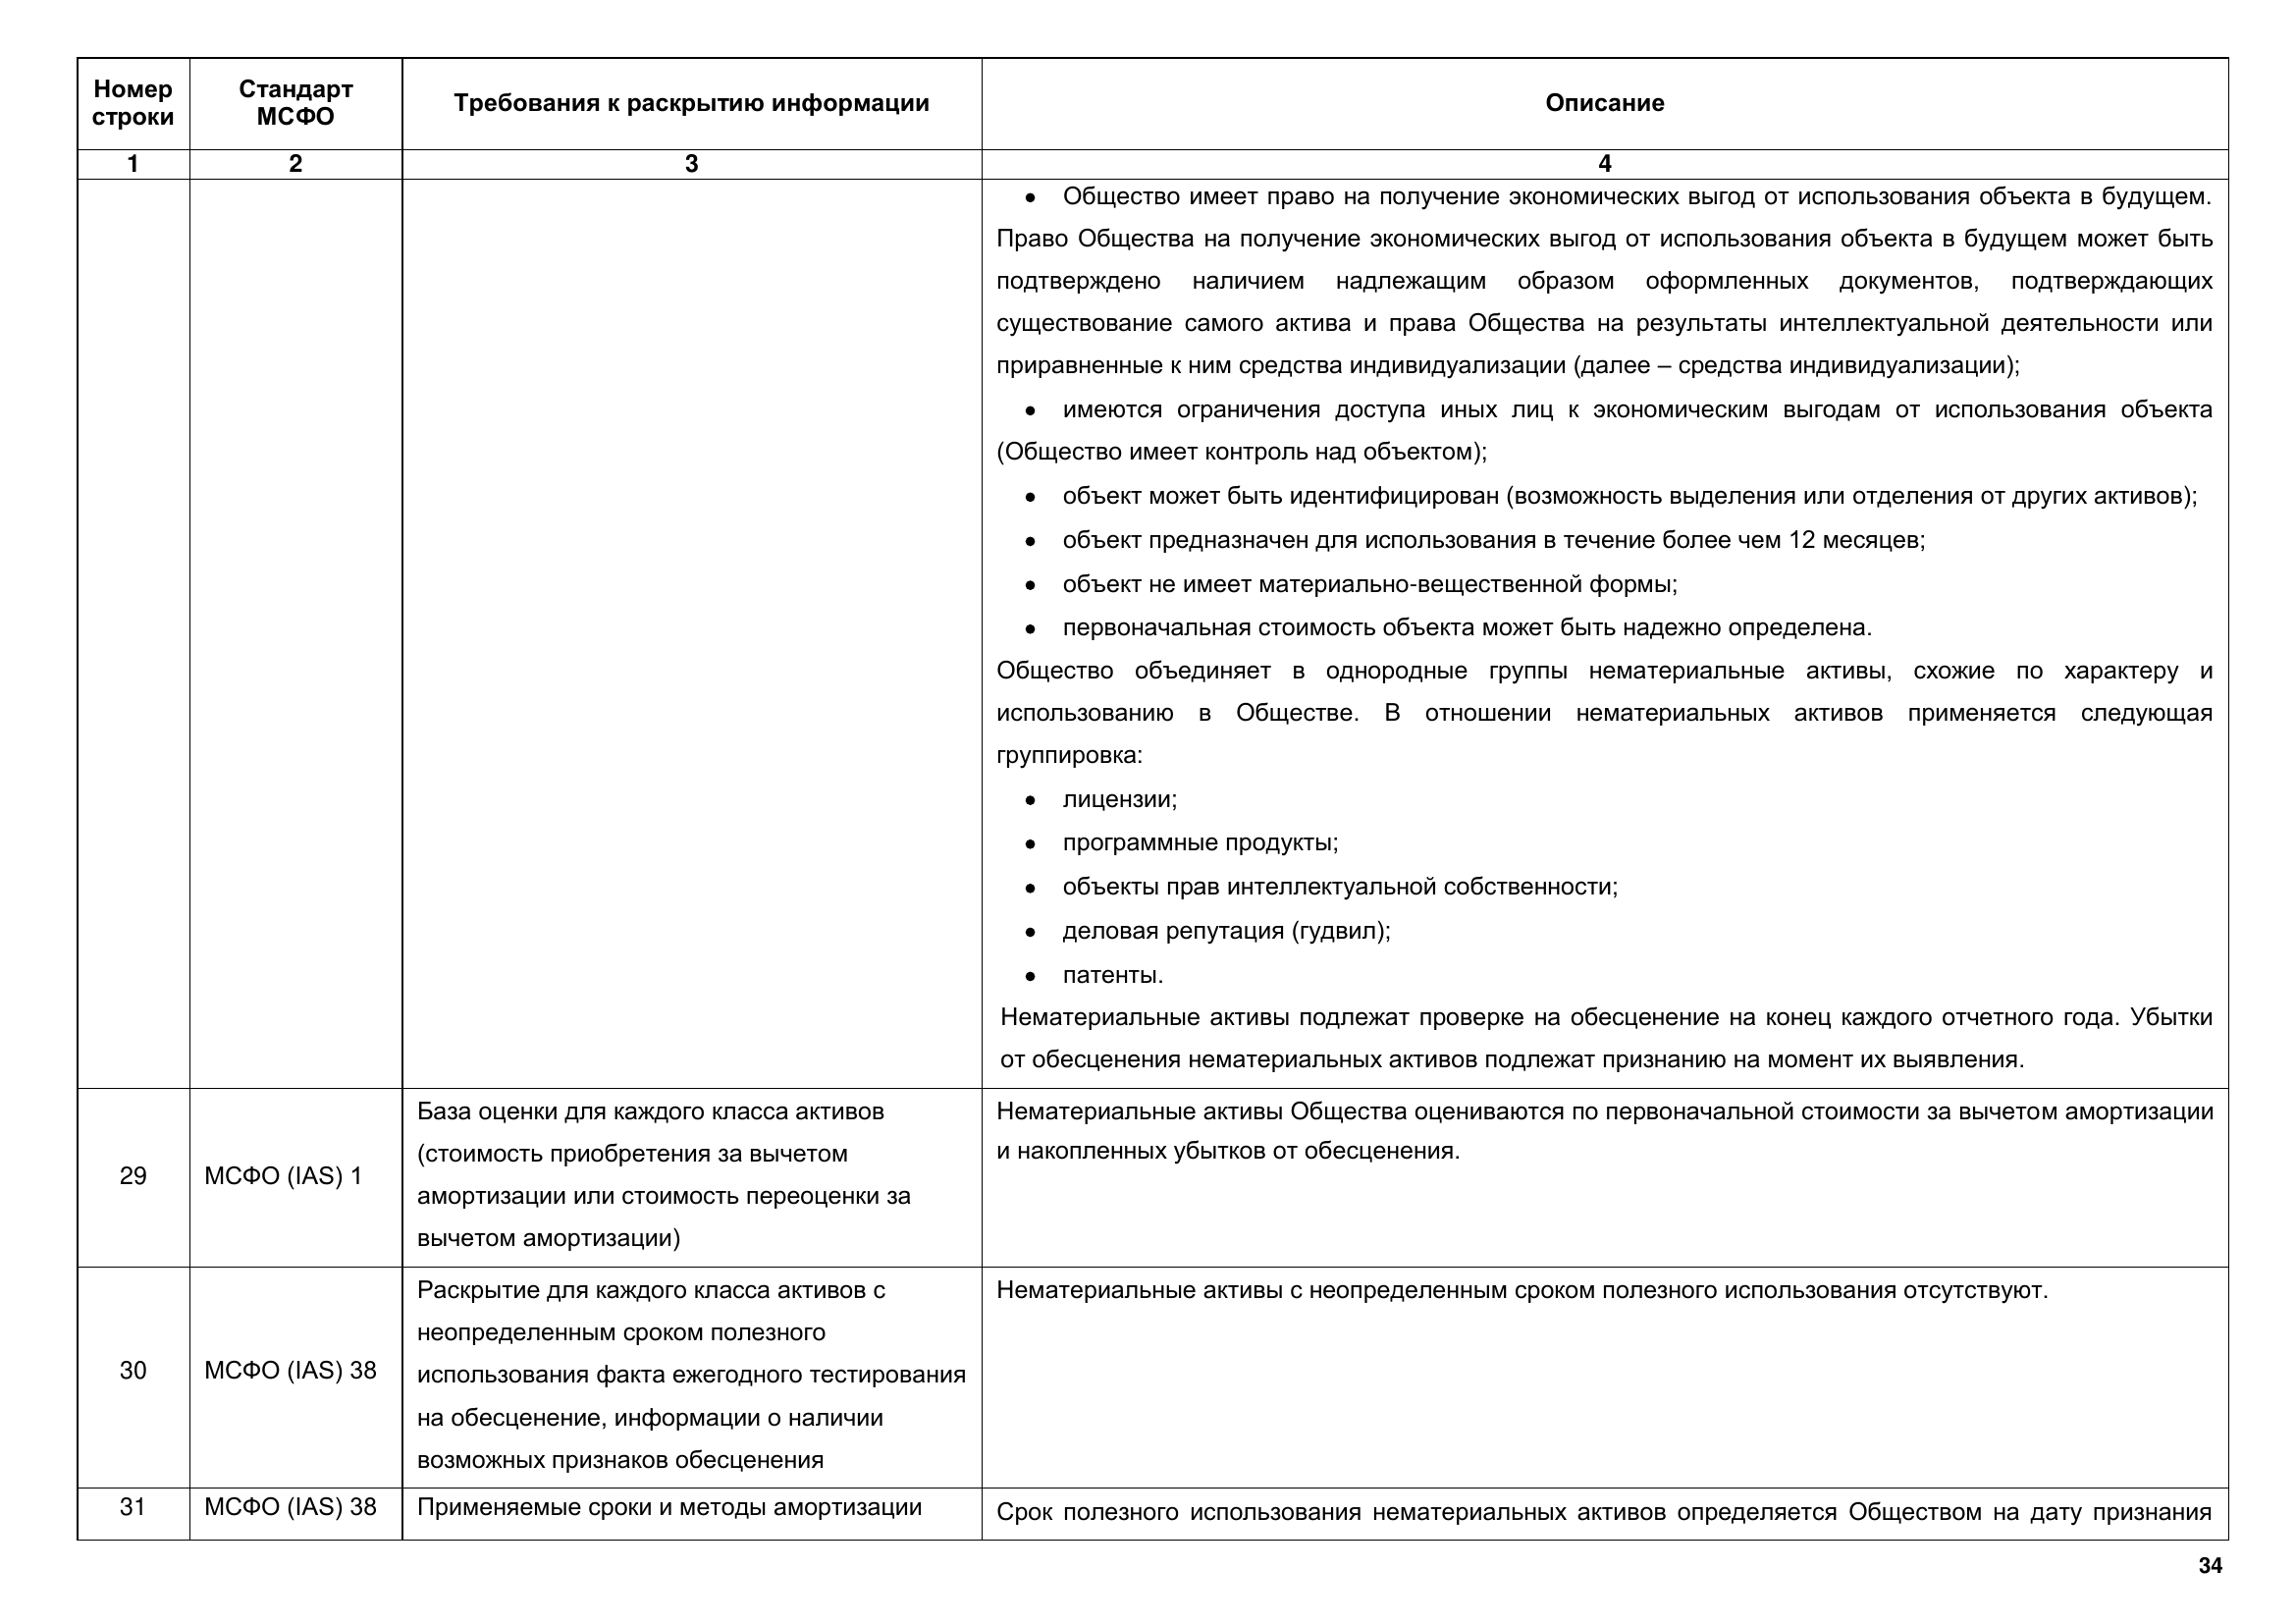 Номер строки
Стандарт МСФО
Требования к раскрытию информации
Описание
1
2
3
4
• Общество имеет право на получение экономических выгод от использования объекта в будущем.
Право Общества на получение экономических выгод от использования объекта в будущем может быть
подтверждено наличием надлежащим образом оформленных документов, подтверждающих
существование самого актива и права Общества на результаты интеллектуальной деятельности или
приравненные к ним средства индивидуализации (далее – средства индивидуализации);
• имеются ограничения доступа иных лиц к экономическим выгодам от использования объекта
(Общество имеет контроль над объектом);
• объект может быть идентифицирован (возможность выделения или отделения от других активов);
• объект предназначен для использования в течение более чем 12 месяцев;
• объект не имеет материально-вещественной формы;
• первоначальная стоимость объекта может быть надежно определена.
Общество объединяет в однородные группы нематериальные активы, схожие по характеру и
использованию в Обществе. В отношении нематериальных активов применяется следующая
группировка:
• лицензии;
• программные продукты;
• объекты прав интеллектуальной собственности;
• деловая репутация (гудвил);
• патенты.
Нематериальные активы подлежат проверке на обесценение на конец каждого отчетного года. Убытки
от обесценения нематериальных активов подлежат признанию на момент их выявления.
29
МСФО (IAS) 1
База оценки для каждого класса активов
(стоимость приобретения за вычетом
амортизации или стоимость переоценки за
вычетом амортизации)
Нематериальные активы Общества оцениваются по первоначальной стоимости за вычетом амортизации
и накопленных убытков от обесценения.
30
МСФО (IAS) 38
Раскрытие для каждого класса активов с
неопределенным сроком полезного
использования факта ежегодного тестирования
на обесценение, информации о наличии
возможных признаков обесценения
Нематериальные активы с неопределенным сроком полезного использования отсутствуют.
31
МСФО (IAS) 38
Применяемые сроки и методы амортизации
Срок полезного использования нематериальных активов определяется Обществом на дату признания
34